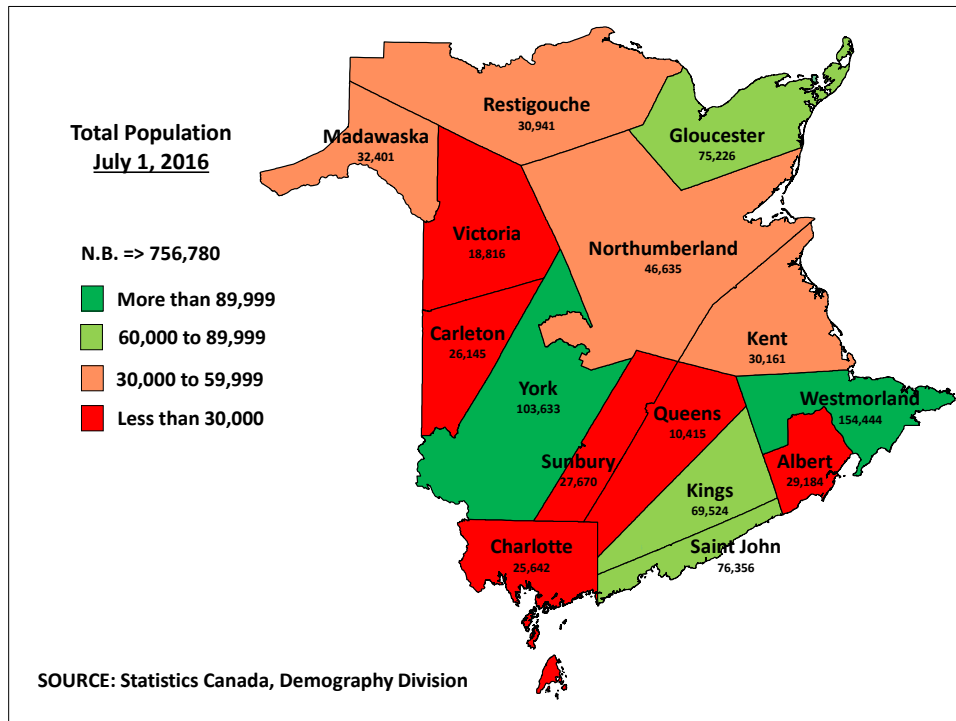 Total Population
July 1, 2016
N.B. => 756,780
More than 89,999
60,000 to 89,999
30,000 to 59,999
Less than 30,000
Restigouche
30,941
Gloucester
75,226
Madawaska
32,401
Victoria
18,816
Northumberland
46,635
Carleton
26,145
Kent
30,161
York
103,633
Westmorland
154,444
Queens
10,415
Sunbury
27,670
Albert
29,184
Kings
69,524
Charlotte
25,642
Saint John
76,356
SOURCE: Statistics Canada, Demography Division